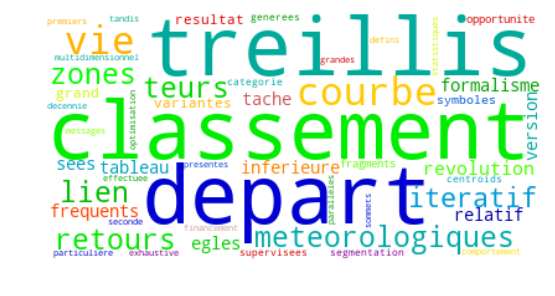 premiers tandis resultat generees opportunite
vie treillis
defini
statistiques
multidimensionnel grandes
zones teurs categorie courbe formalisme
grand variantes tache symboles
decennie optimisation version
messages classement
sees tableau presentes inferieure fragments revolution
effectuee centroids
lien depart iteratif
paralleles sommets
frequents seconde relatif
retours egles financement meteorologiques
particuliere exhaustive supervisees segmentation comportement